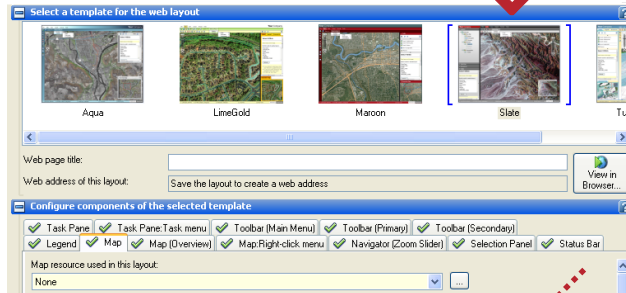 Select a template for the web layout
Aqua
LimeGold
Maroon
Slate
Tu
Web page title:
View in Browser...
Web address of this layout:
Save the layout to create a web address
Configure components of the selected template
Task Pane
Task Pane:Task menu
Toolbar (Main Menu)
Toolbar (Primary)
Toolbar (Secondary)
Legend
Map
Map (Overview)
Map:Right-click menu
Navigator (Zoom Slider)
Selection Panel
Status Bar
Map resource used in this layout:
None
...